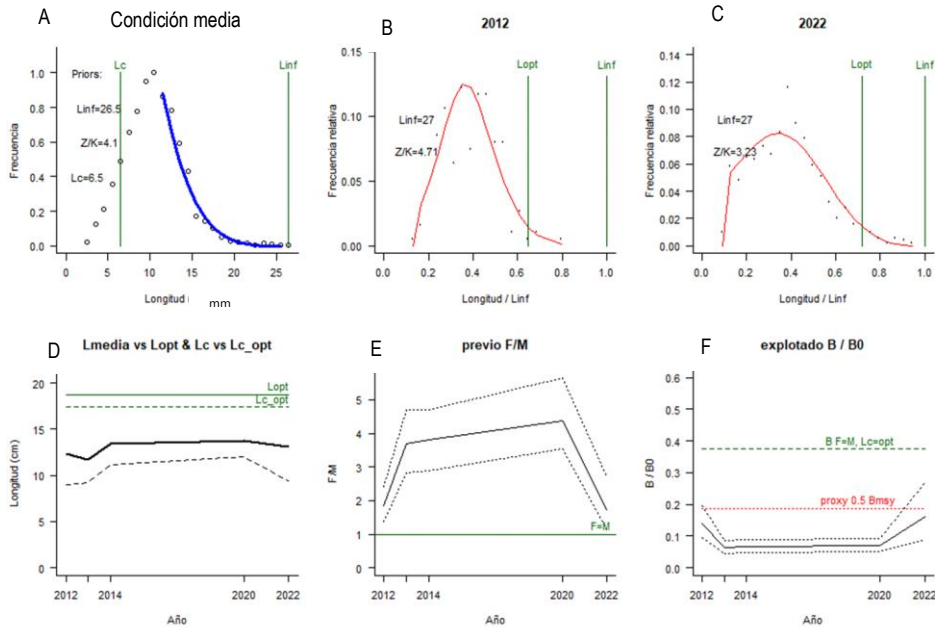 A
Condición media
Frecuencia
1.0
0.8
0.6
0.4
0.2
0.0
Lc
Linf
Priors:
Linf=26.5
Z/K=4.1
Lc=6.5
0 5 10 15 20 25
Longitud
mm
B
2012
Frecuencia relativa
0.15
0.10
0.05
0.00
Lopt
Linf
Linf=27
Z/K=4.71
0.0 0.2 0.4 0.6 0.8 1.0
Longitud / Linf
C
2022
Frecuencia relativa
0.14
0.12
0.10
0.08
0.06
0.04
0.02
0.00
Lopt
Linf
Linf=27
Z/K=3.23
0.0 0.2 0.4 0.6 0.8 1.0
Longitud / Linf
D
Lmedia vs Lopt & Lc vs Lc_opt
Longitud (cm)
20
15
10
5
0
Lopt
Lc_opt
2012 2014 2020 2022
Año
E
previo F/M
F/M
5
4
3
2
1
0
F=M
2012 2014 2020 2022
Año
F
explotado B / B0
B / B0
0.6
0.5
0.4
0.3
0.2
0.1
0.0
B F=M, Lc=opt
proxy 0.5 Bmsy
2012 2014 2020 2022
Año